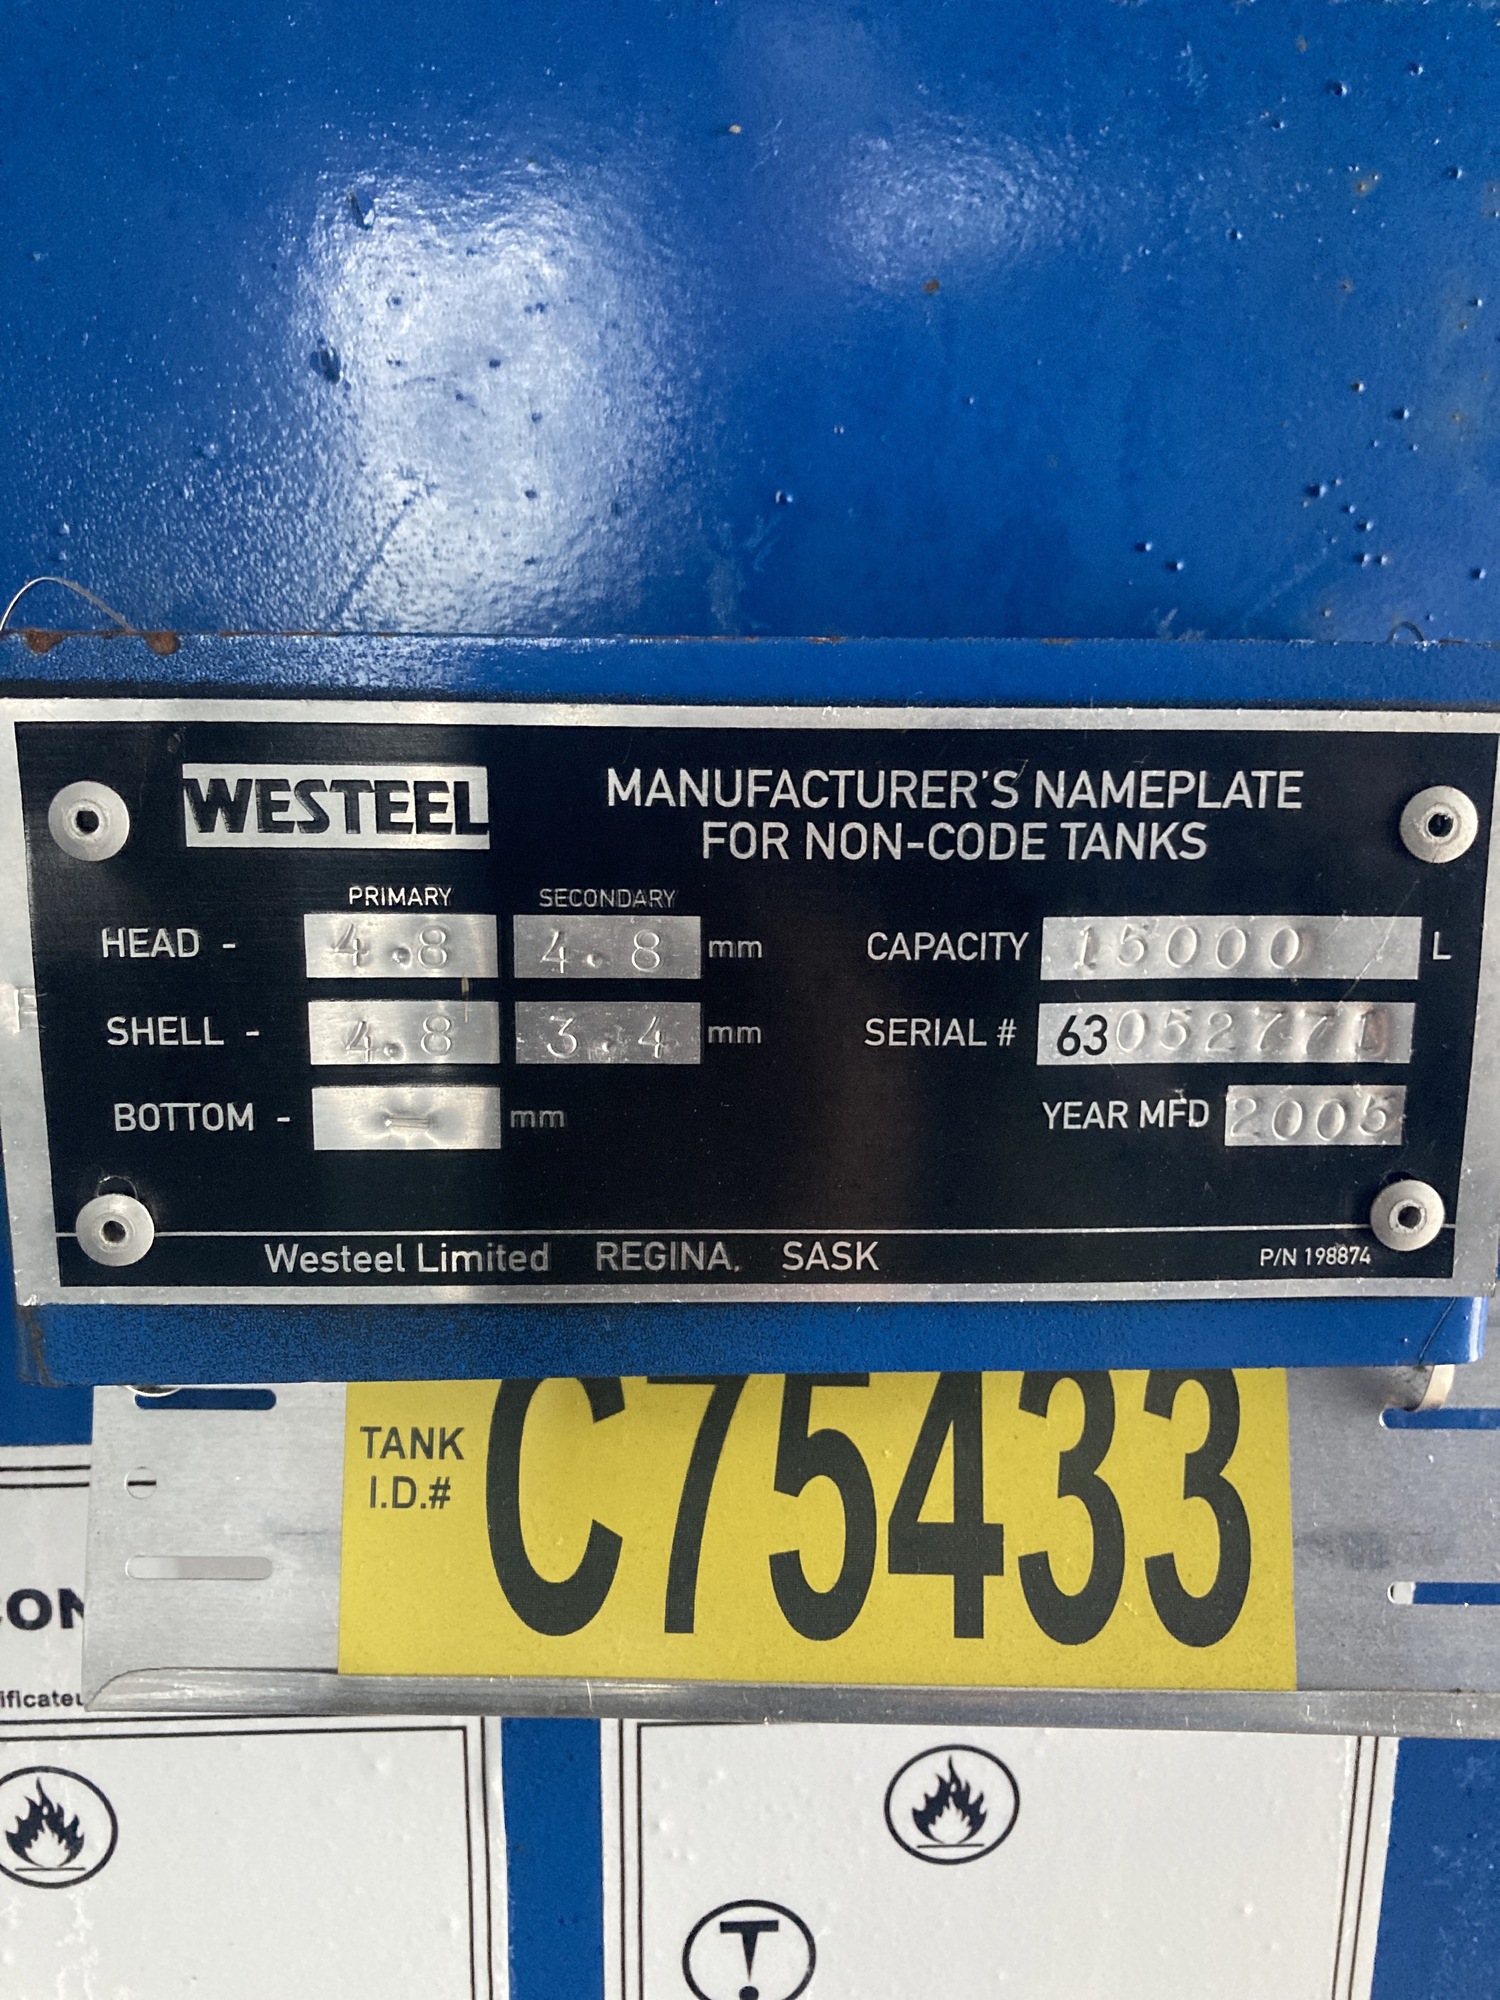 WESTEEL
MANUFACTURER'S NAMEPLATE
FOR NON-CODE TANKS
PRIMARY SECONDARY
HEAD - 4.8 4.8 mm
CAPACITY 15000 L
SHELL - 4.8 3.4 mm
SERIAL # 63052771
BOTTOM - - mm
YEAR MFD 2005
Westeel Limited REGINA, SASK
P/N 198874
TANK
I.D.#
C75433